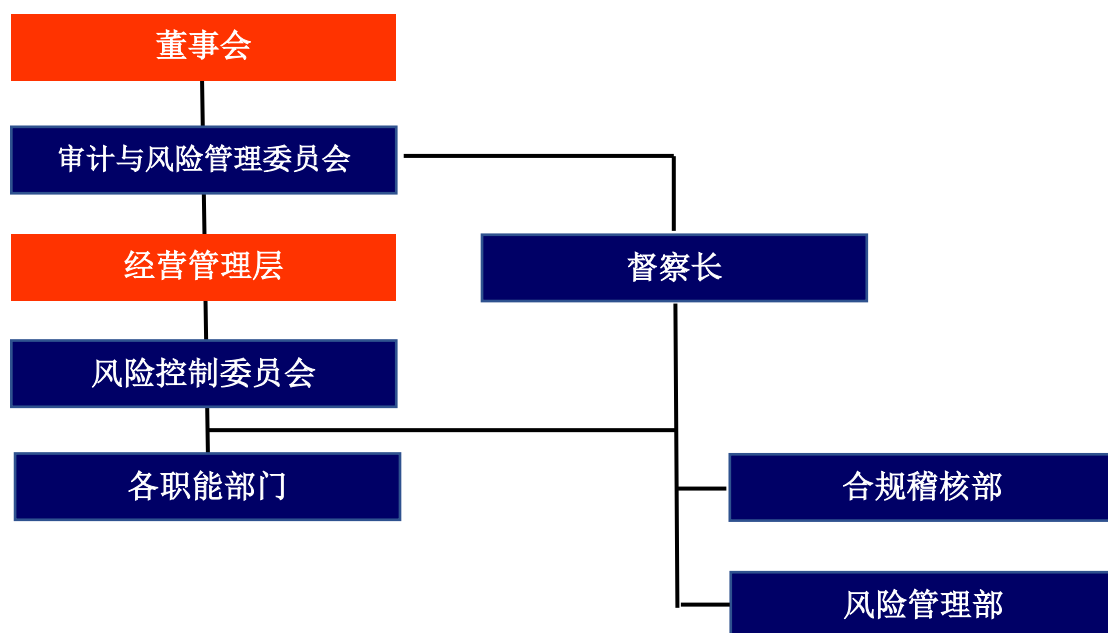 董事会
审计与风险管理委员会
经营管理层
督察长
风险控制委员会
各职能部门
合规稽核部
风险管理部